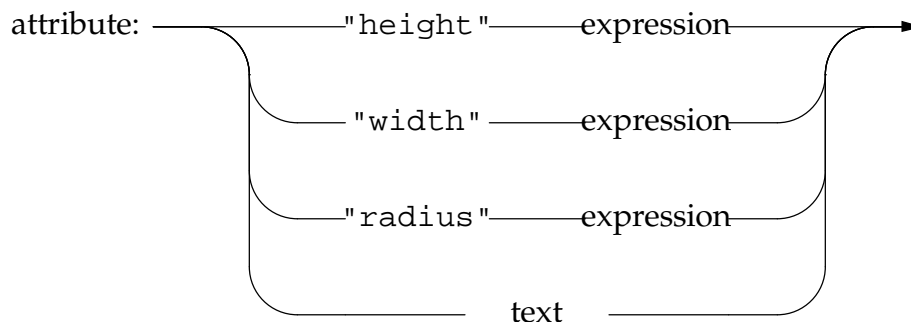 attribute: "height" expression
"width" expression
"radius" expression
text